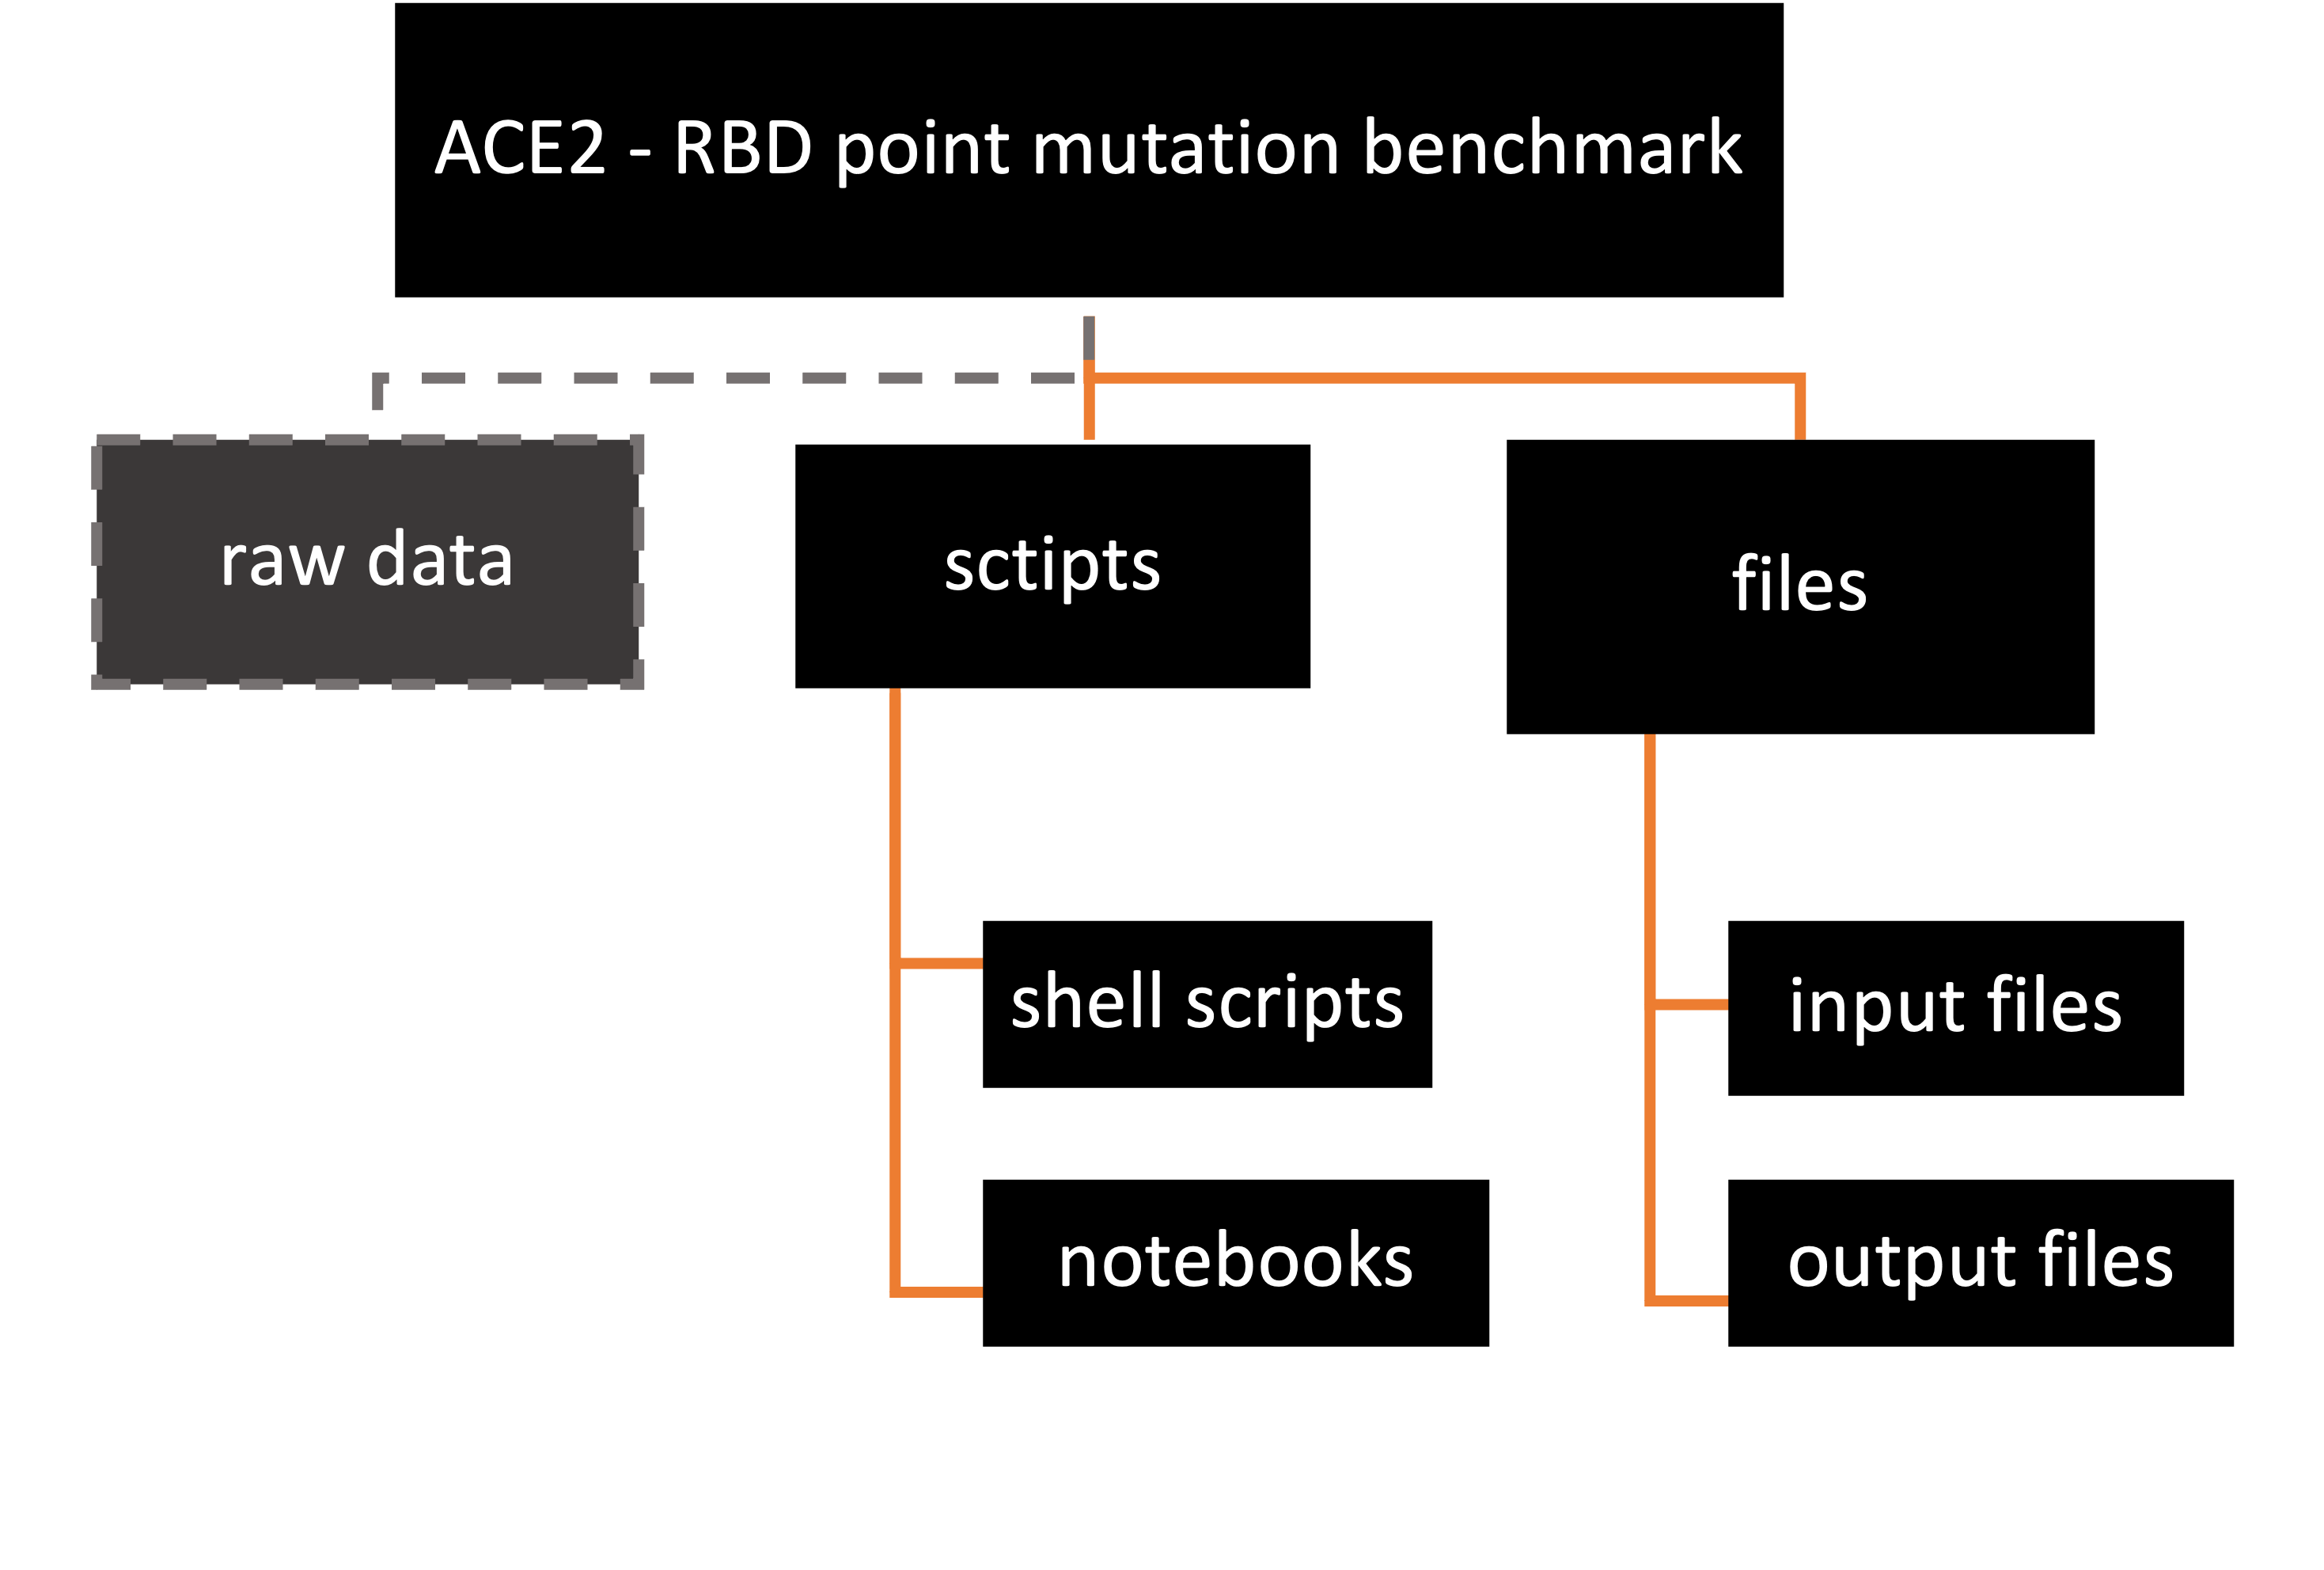 ACE2 - RBD point mutation benchmark
raw data
sctipts
files
shell scripts
input files
notebooks
output files